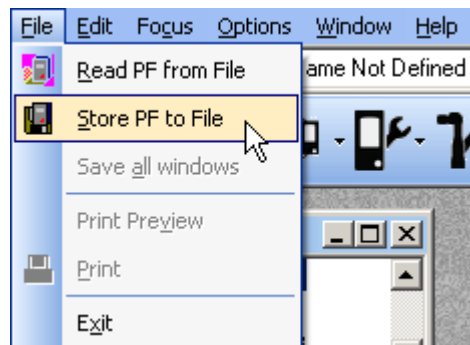 File Edit Focus Options Window Help
Read PF from File
ame Not Defined
Store PF to File
Save all windows
Print Preview
Print
Exit